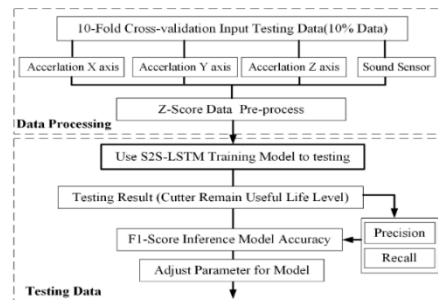 10-Fold Cross-validation Input Testing Data(10% Data)
Accerlation X axis
Accerlation Y axis
Accerlation Z axis
Sound Sensor
Z-Score Data Pre-process
Data Processing
Use S2S-LSTM Training Model to testing
Testing Result (Cutter Remain Useful Life Level)
Precision
F1-Score Inference Model Accuracy
Recall
Adjust Parameter for Model
Testing Data